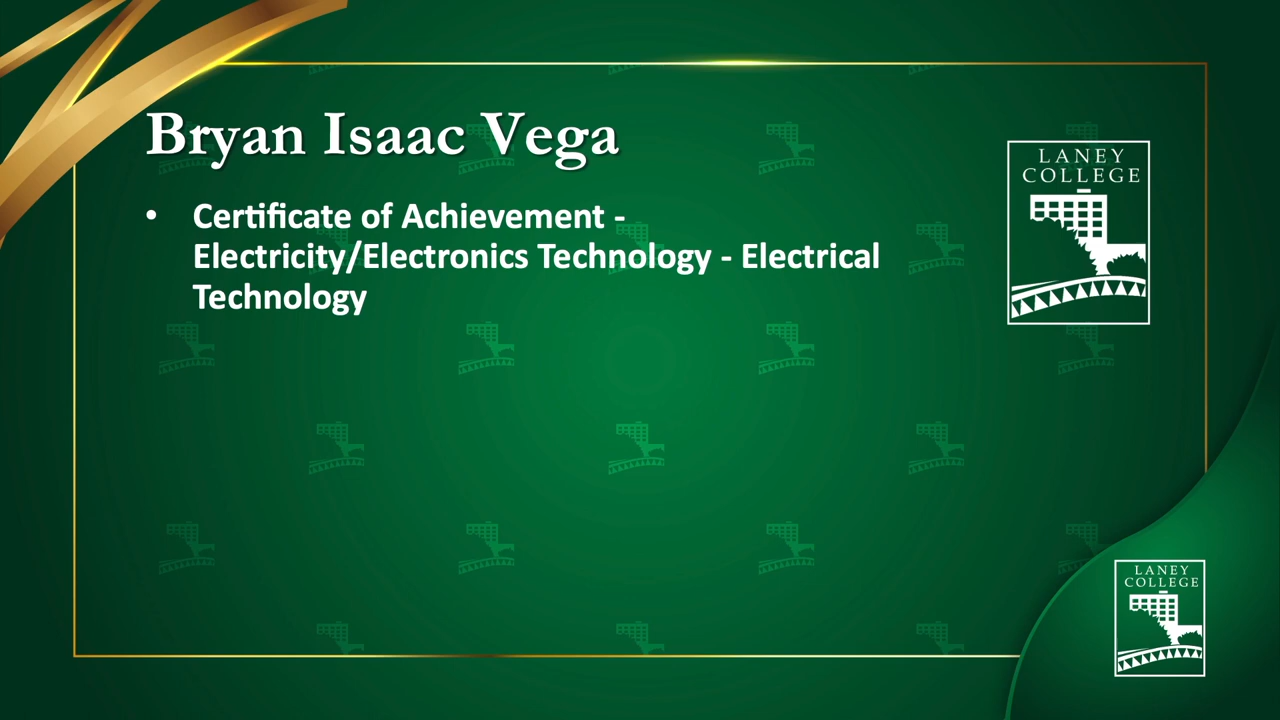 Bryan Isaac Vega
• Certificate of Achievement -
Electricity/Electronics Technology - Electrical
Technology
LANEY
COLLEGE
LANEY
COLLEGE